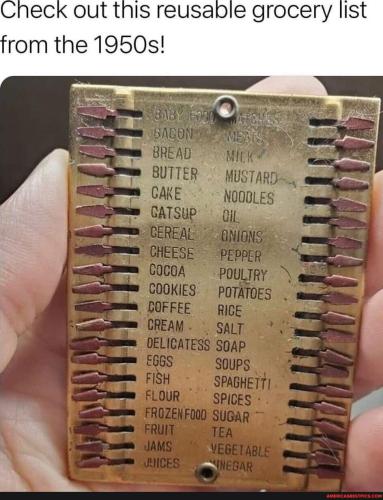 Check out this reusable grocery list
from the 1950s!
BABY FOOD MATCHES
BACON MEATS
BREAD MILK
BUTTER MUSTARD
CAKE NOODLES
CATSUP OIL
CEREAL ONIONS
CHEESE PEPPER
COCOA POULTRY
COOKIES POTATOES
COFFEE RICE
CREAM SALT
DELICATESS SOAP
EGGS SOUPS
FISH SPAGHETTI
FLOUR SPICES
FROZEN FOOD SUGAR
FRUIT TEA
JAMS VEGETABLE
JUICES VINEGAR
AMERICASBESTPICS.COM